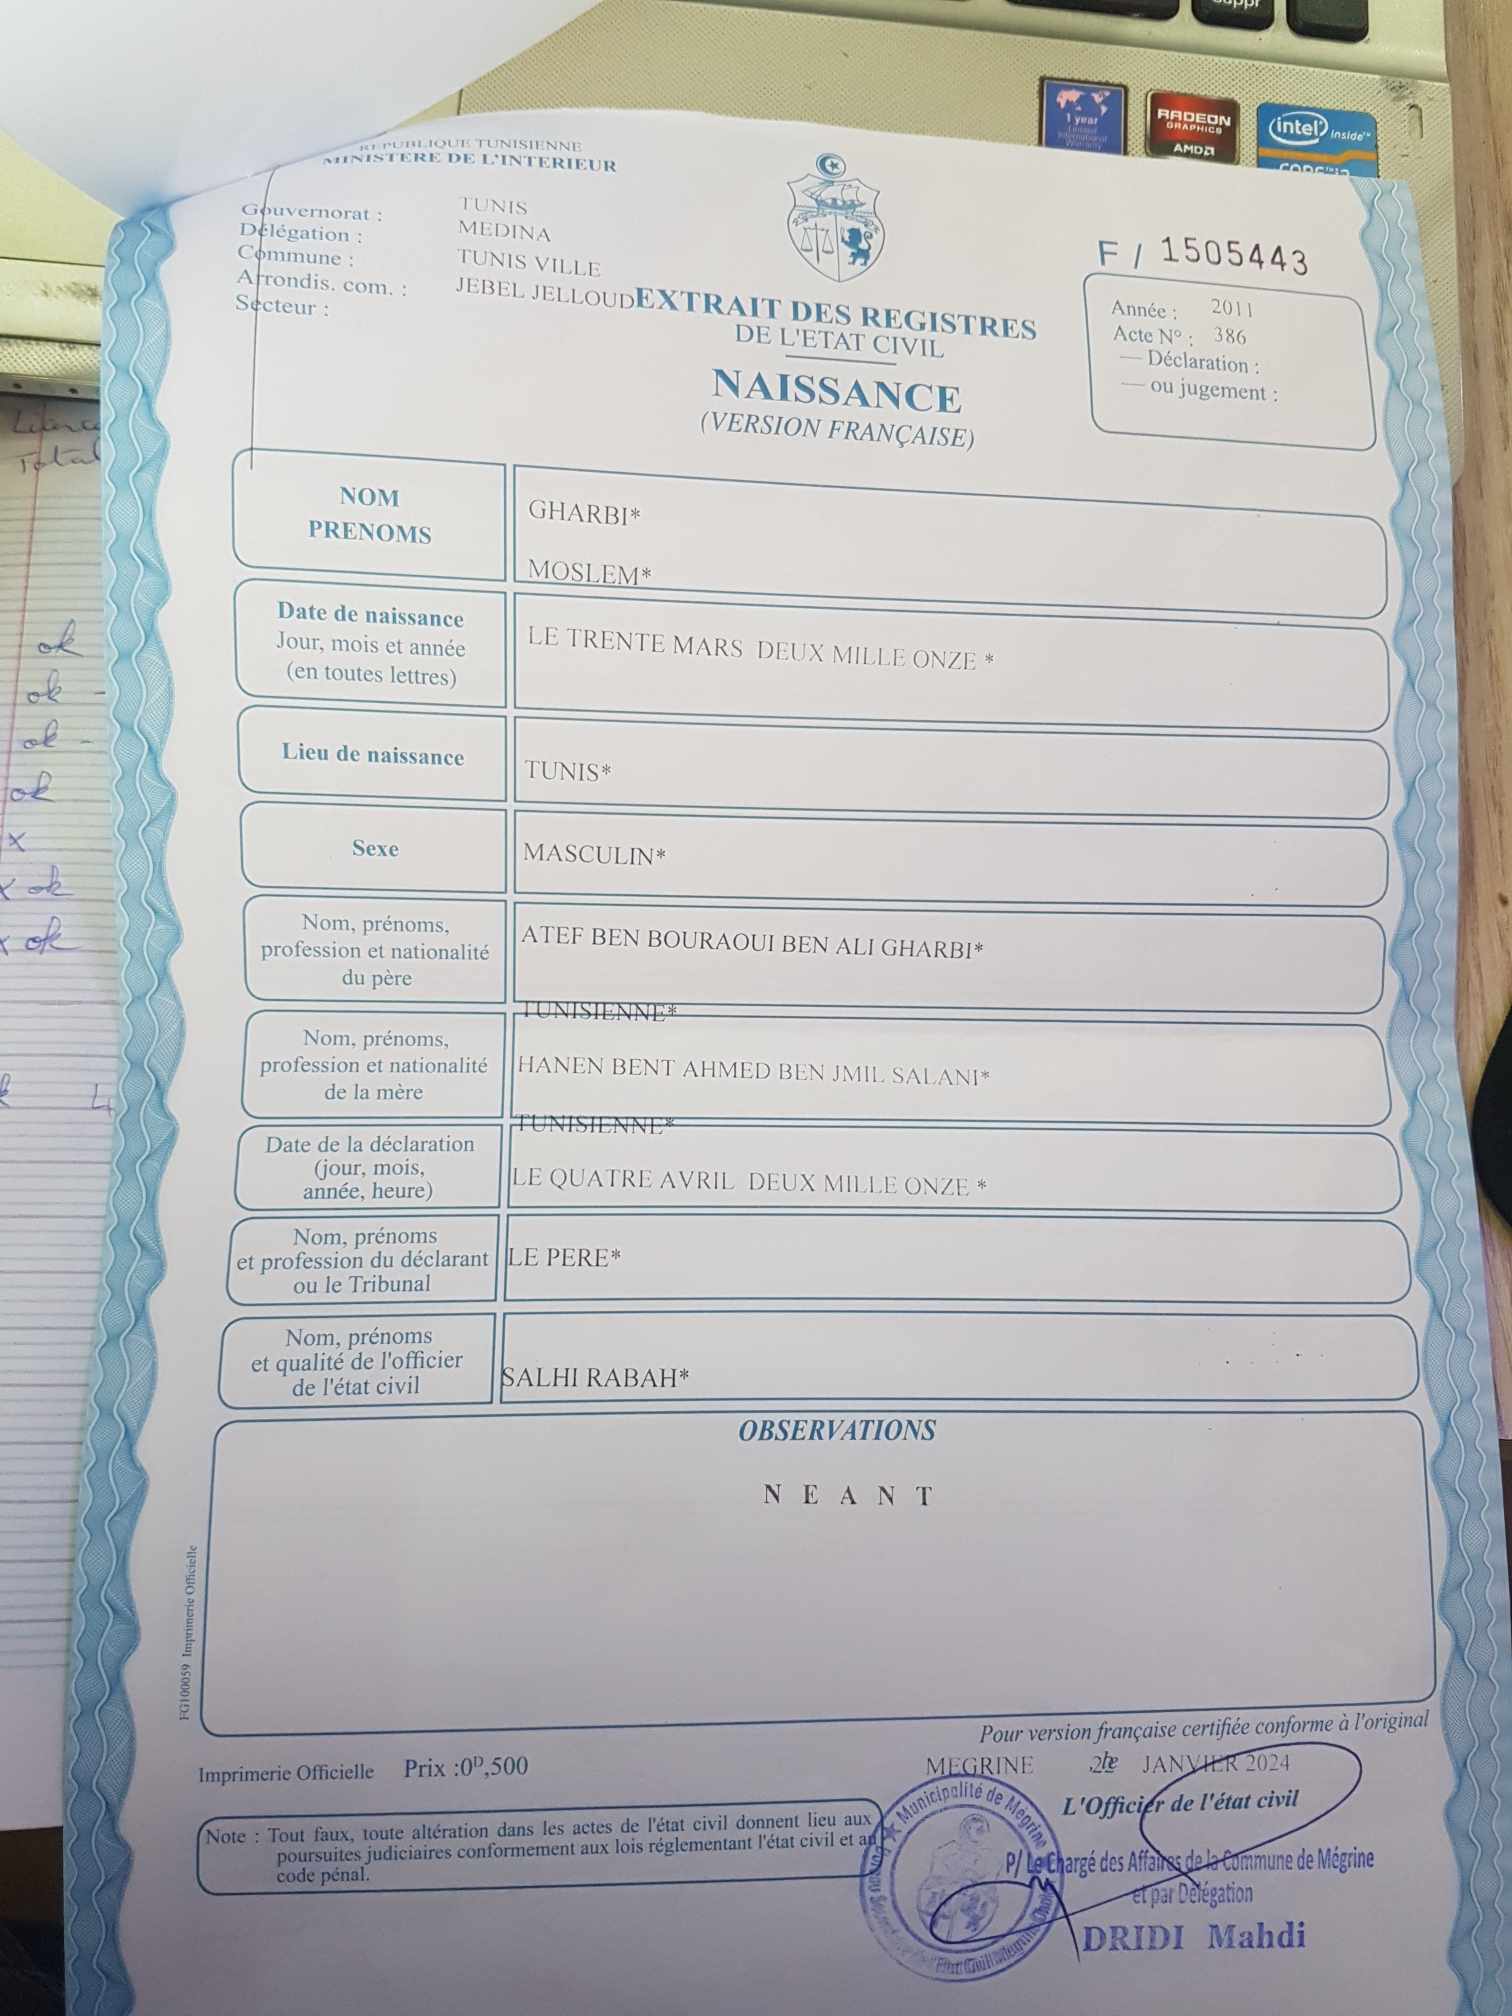 Suppr
1 year
Limited
International
Warranty
RADEON
GRAPHICS
AMD
intel inside™
REPUBLIQUE TUNISIENNE
MINISTERE DE L'INTERIEUR
Gouvernorat : TUNIS
Délégation : MEDINA
Commune : TUNIS VILLE
Arrondis. com. : JEBEL JELLOUD
Secteur :
F / 1505443
Année : 2011
Acte N° : 386
— Déclaration :
— ou jugement :
EXTRAIT DES REGISTRES
DE L'ETAT CIVIL
NAISSANCE
(VERSION FRANÇAISE)
NOM GHARBI*
PRENOMS MOSLEM*
Date de naissance
Jour, mois et année
(en toutes lettres)
LE TRENTE MARS DEUX MILLE ONZE *
Lieu de naissance
TUNIS*
Sexe
MASCULIN*
Nom, prénoms,
profession et nationalité
du père
ATEF BEN BOURAOUI BEN ALI GHARBI*
TUNISIENNE*
Nom, prénoms,
profession et nationalité
de la mère
HANEN BENT AHMED BEN JMIL SALANI*
TUNISIENNE*
Date de la déclaration
(jour, mois,
année, heure)
LE QUATRE AVRIL DEUX MILLE ONZE *
Nom, prénoms
et profession du déclarant
ou le Tribunal
LE PERE*
Nom, prénoms
et qualité de l'officier
de l'état civil
SALHI RABAH*
OBSERVATIONS
N E A N T
FG100059 Imprimerie Officielle
Pour version française certifiée conforme à l'original
Imprimerie Officielle Prix :0ᴰ,500
MEGRINE JANVIER 2024
L'Officier de l'état civil
Note : Tout faux, toute altération dans les actes de l'état civil donnent lieu aux
poursuites judiciaires conformement aux lois réglementant l'état civil et au
code pénal.
Municipalité de Mégrine
P/ Le Chargé des Affaires de la Commune de Mégrine
et par Délégation
DRIDI Mahdi
Total
ok
ok -
ok -
ok
x
x ok
x ok